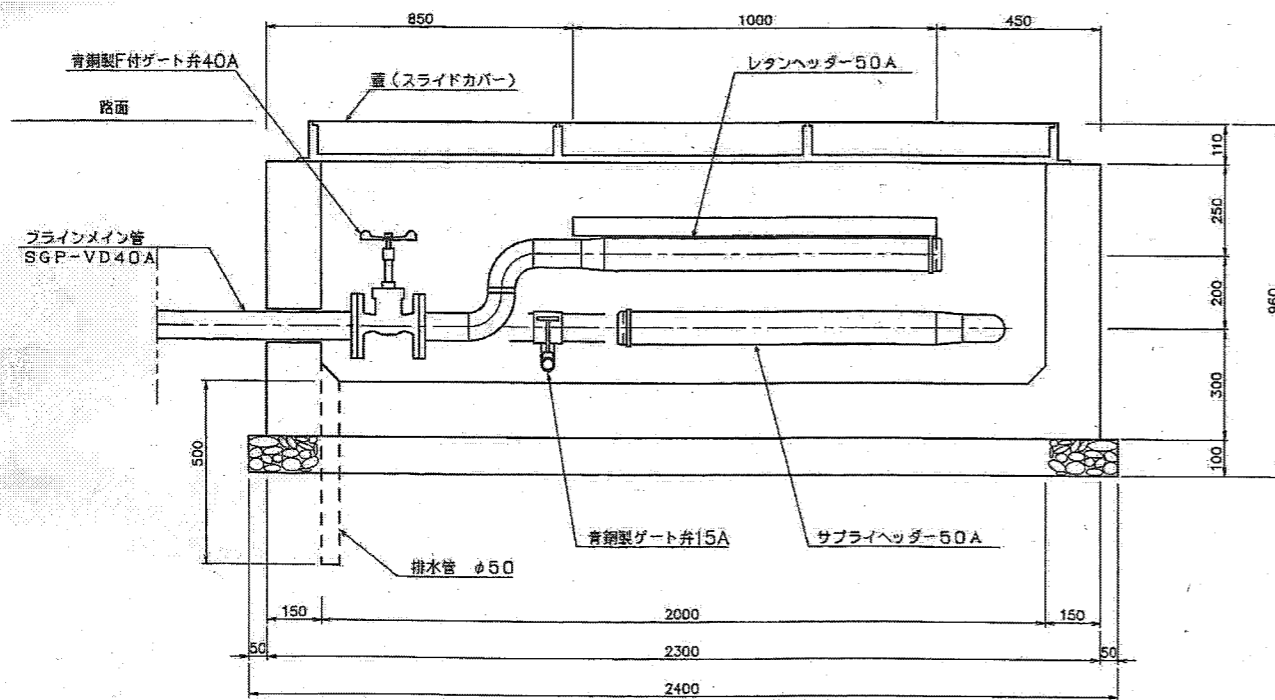 850
1000
450
青銅製F付ゲート弁40A
レタンヘッダー50A
蓋(スライドカバー)
路面
110
250
ブラインメイン管
SGP-VD40A
200
960
300
500
100
青銅製ゲート弁15A
サプライヘッダー50A
排水管 φ50
150
2000
150
50
2300
50
2400